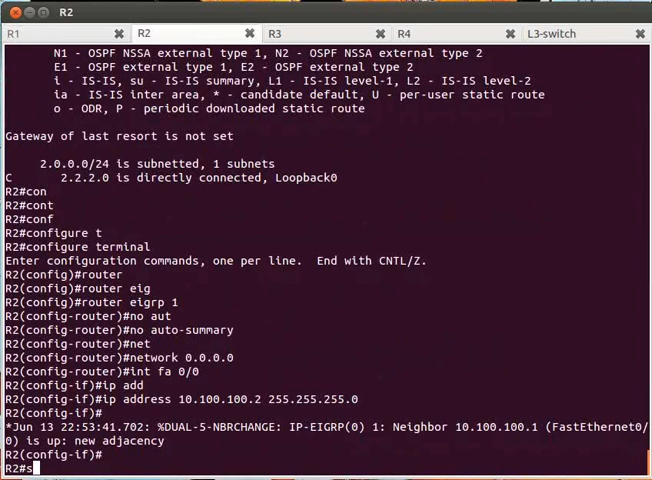 R2
R1
R2
R3
R4
L3-switch
N1 - OSPF NSSA external type 1, N2 - OSPF NSSA external type 2
E1 - OSPF external type 1, E2 - OSPF external type 2
i - IS-IS, su - IS-IS summary, L1 - IS-IS level-1, L2 - IS-IS level-2
ia - IS-IS inter area, * - candidate default, U - per-user static route
o - ODR, P - periodic downloaded static route
Gateway of last resort is not set
2.0.0.0/24 is subnetted, 1 subnets
C 2.2.2.0 is directly connected, Loopback0
R2#con
R2#cont
R2#conf
R2#configure t
R2#configure terminal
Enter configuration commands, one per line. End with CNTL/Z.
R2(config)#router
R2(config)#router eig
R2(config)#router eigrp 1
R2(config-router)#no aut
R2(config-router)#no auto-summary
R2(config-router)#net
R2(config-router)#network 0.0.0.0
R2(config-router)#int fa 0/0
R2(config-if)#ip add
R2(config-if)#ip address 10.100.100.2 255.255.255.0
R2(config-if)#
*Jun 13 22:53:41.702: %DUAL-5-NBRCHANGE: IP-EIGRP(0) 1: Neighbor 10.100.100.1 (FastEthernet0/
0) is up: new adjacency
R2(config-if)#
R2#s